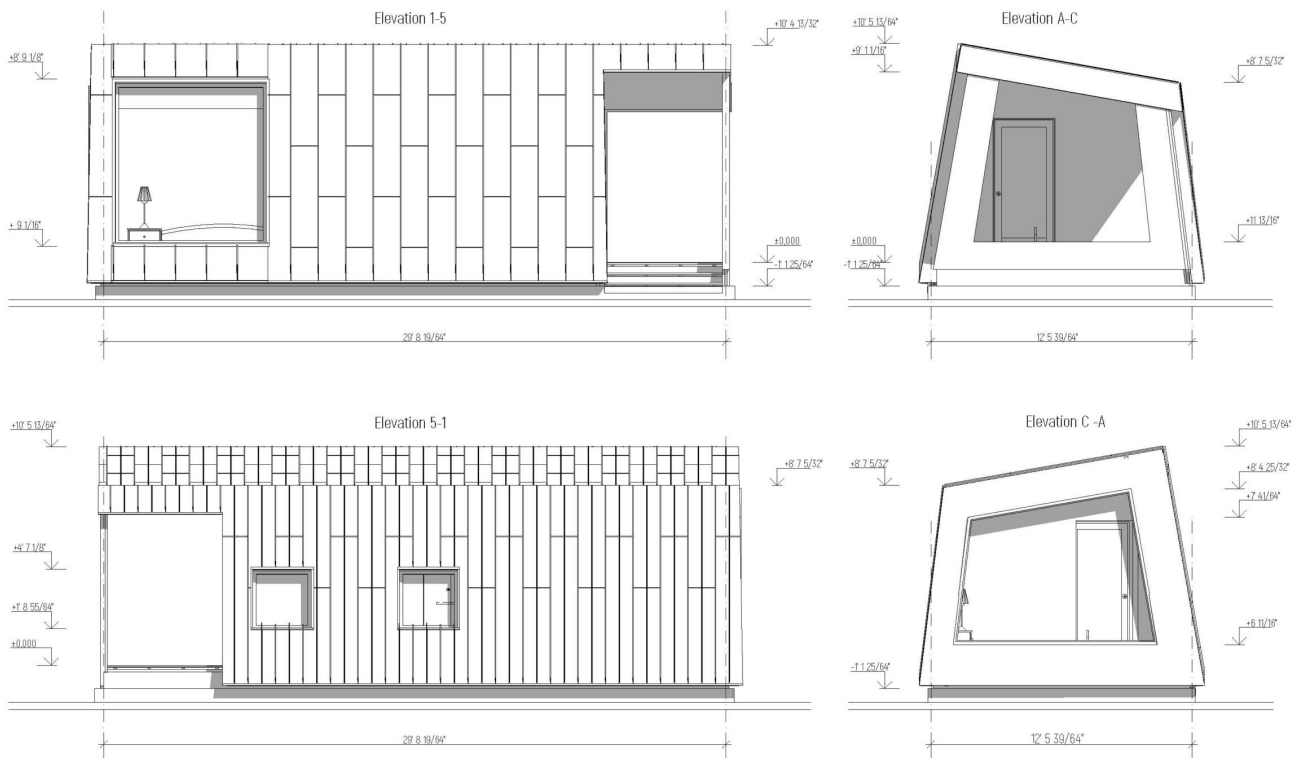 Elevation 1-5
+8' 9 1/8"
+ 9 1/16"
+10' 4 13/32"
±0,000
-1' 1 25/64"
29' 8 19/64"
Elevation A-C
+10' 5 13/64"
+9' 1 1/16"
±0,000
-1' 1 25/64"
+8' 7 5/32"
+11 13/16"
12' 5 39/64"
Elevation 5-1
+10' 5 13/64"
+4' 7 1/8"
+1' 8 55/64"
±0,000
+8' 7 5/32"
29' 8 19/64"
Elevation C -A
+8' 7 5/32"
-1' 1 25/64"
+10' 5 13/64"
+8' 4 25/32"
+7' 41/64"
+6 11/16"
12' 5 39/64"